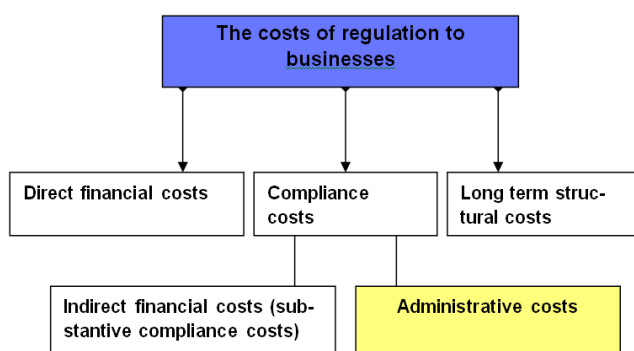 The costs of regulation to
businesses
Direct financial costs
Compliance
costs
Long term struc-
tural costs
Indirect financial costs (sub-
stantive compliance costs)
Administrative costs